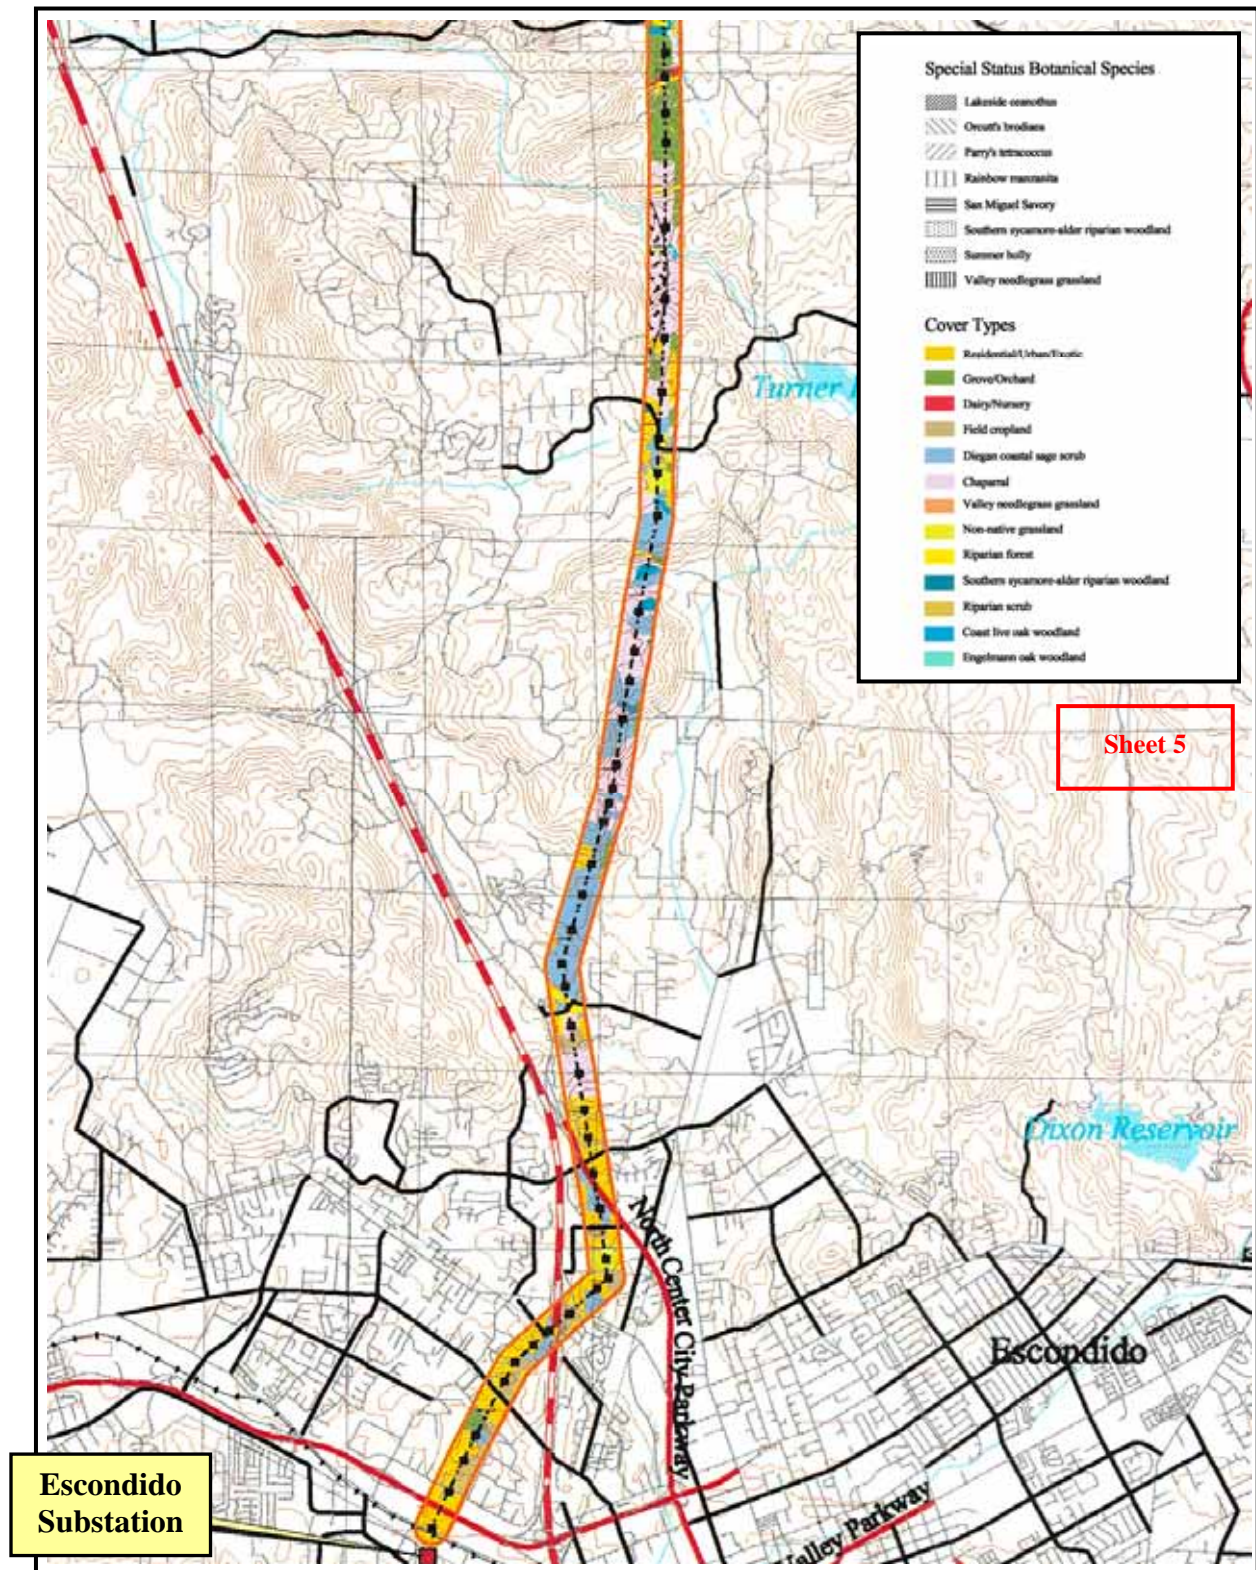 Special Status Botanical Species
Lakeside ceanothus
Orcutt's brodiaea
Parry's tetracoccus
Rainbow manzanita
San Miguel Savory
Southern sycamore-alder riparian woodland
Summer holly
Valley needlegrass grassland
Cover Types
Residential/Urban/Exotic
Grove/Orchard
Dairy/Nursery
Field cropland
Diegan coastal sage scrub
Chaparral
Valley needlegrass grassland
Non-native grassland
Riparian forest
Southern sycamore-alder riparian woodland
Riparian scrub
Coast live oak woodland
Engelmann oak woodland
Turner
Sheet 5
Dixon Reservoir
North Center City Parkway
Escondido
Valley Parkway
Escondido
Substation